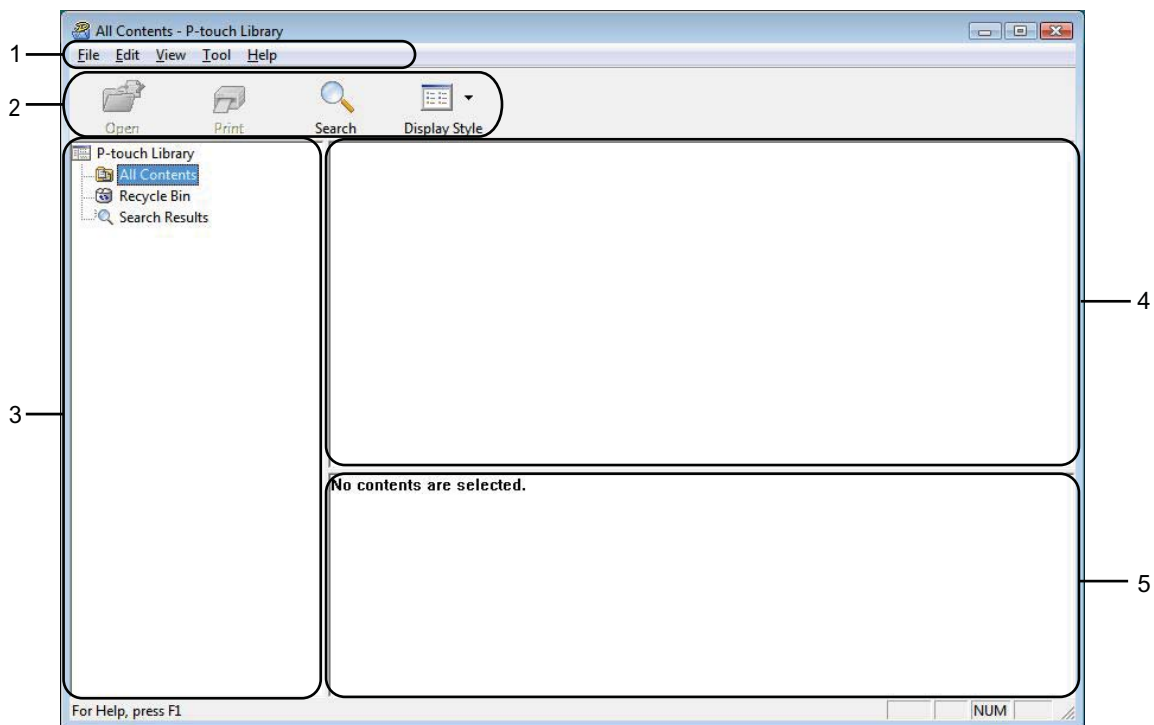 All Contents - P-touch Library
1
File Edit View Tool Help
2
Open Print Search Display Style
P-touch Library
All Contents
Recycle Bin
Search Results
3
4
No contents are selected.
5
For Help, press F1 NUM